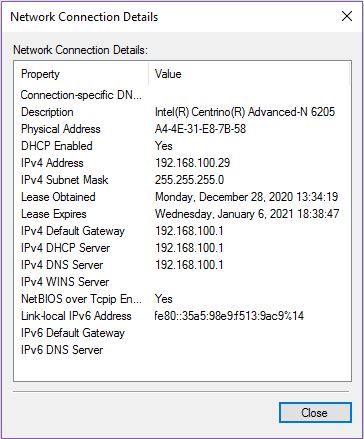 Network Connection Details
Network Connection Details:
Property Value
Connection-specific DN...
Description Intel(R) Centrino(R) Advanced-N 6205
Physical Address A4-4E-31-E8-7B-58
DHCP Enabled Yes
IPv4 Address 192.168.100.29
IPv4 Subnet Mask 255.255.255.0
Lease Obtained Monday, December 28, 2020 13:34:19
Lease Expires Wednesday, January 6, 2021 18:38:47
IPv4 Default Gateway 192.168.100.1
IPv4 DHCP Server 192.168.100.1
IPv4 DNS Server 192.168.100.1
IPv4 WINS Server
NetBIOS over Tcpip En... Yes
Link-local IPv6 Address fe80::35a5:98e9:f513:9ac9%14
IPv6 Default Gateway
IPv6 DNS Server
Close